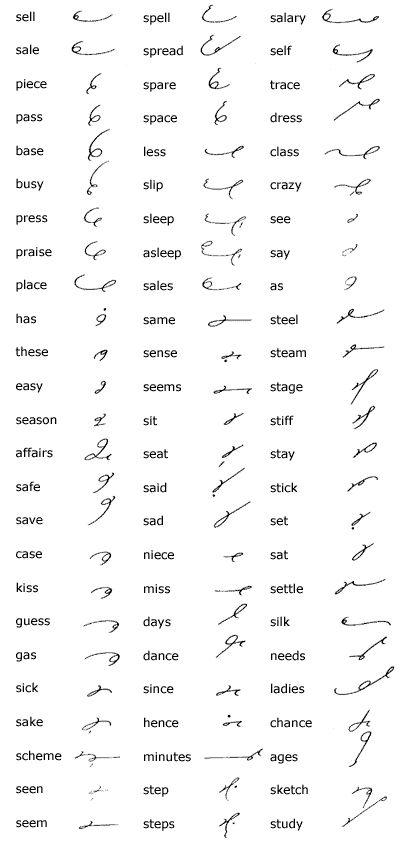 sell spell salary
sale spread self
piece spare trace
pass space dress
base less class
busy slip crazy
press sleep see
praise asleep say
place sales as
has same steel
these sense steam
easy seems stage
season sit stiff
affairs seat stay
safe said stick
save sad set
case niece sat
kiss miss settle
guess days silk
gas dance needs
sick since ladies
sake hence chance
scheme minutes ages
seen step sketch
seem steps study